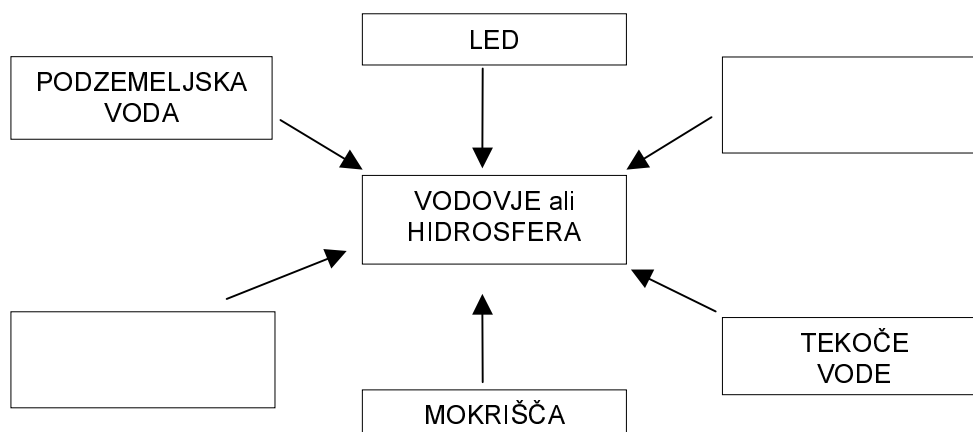 LED
PODZEMELJSKA
VODA
VODOVJE ali
HIDROSFERA
TEKOČE
VODE
MOKRIŠČA